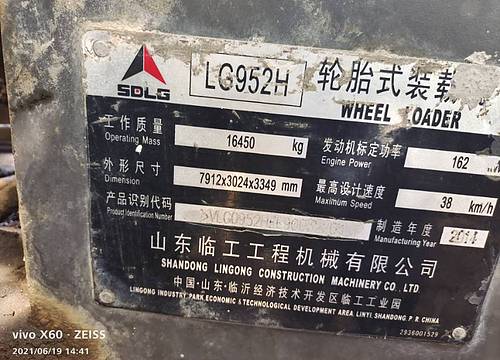 SDLG
LG952H
轮胎式装载
WHEEL LOADER
工作质量
Operating Mass
16450 kg
发动机标定功率
Engine Power
162
外形尺寸
Dimension
7912x3024x3349 mm
最高设计速度
Maximum Speed
38 km/h
产品识别代码
Product Identification Number
制造年度
Manufacturing Year
2014
山东临工工程机械有限公司
SHANDONG LINGONG CONSTRUCTION MACHINERY CO., LTD
中国·山东·临沂经济技术开发区临工工业园
LINGONG INDUSTRY PARK ECONOMIC & TECHNOLOGICAL DEVELOPMENT AREA LINYI SHANDONG P R CHINA
2936001529
vivo X60 · ZEISS
2021/06/19 14:41